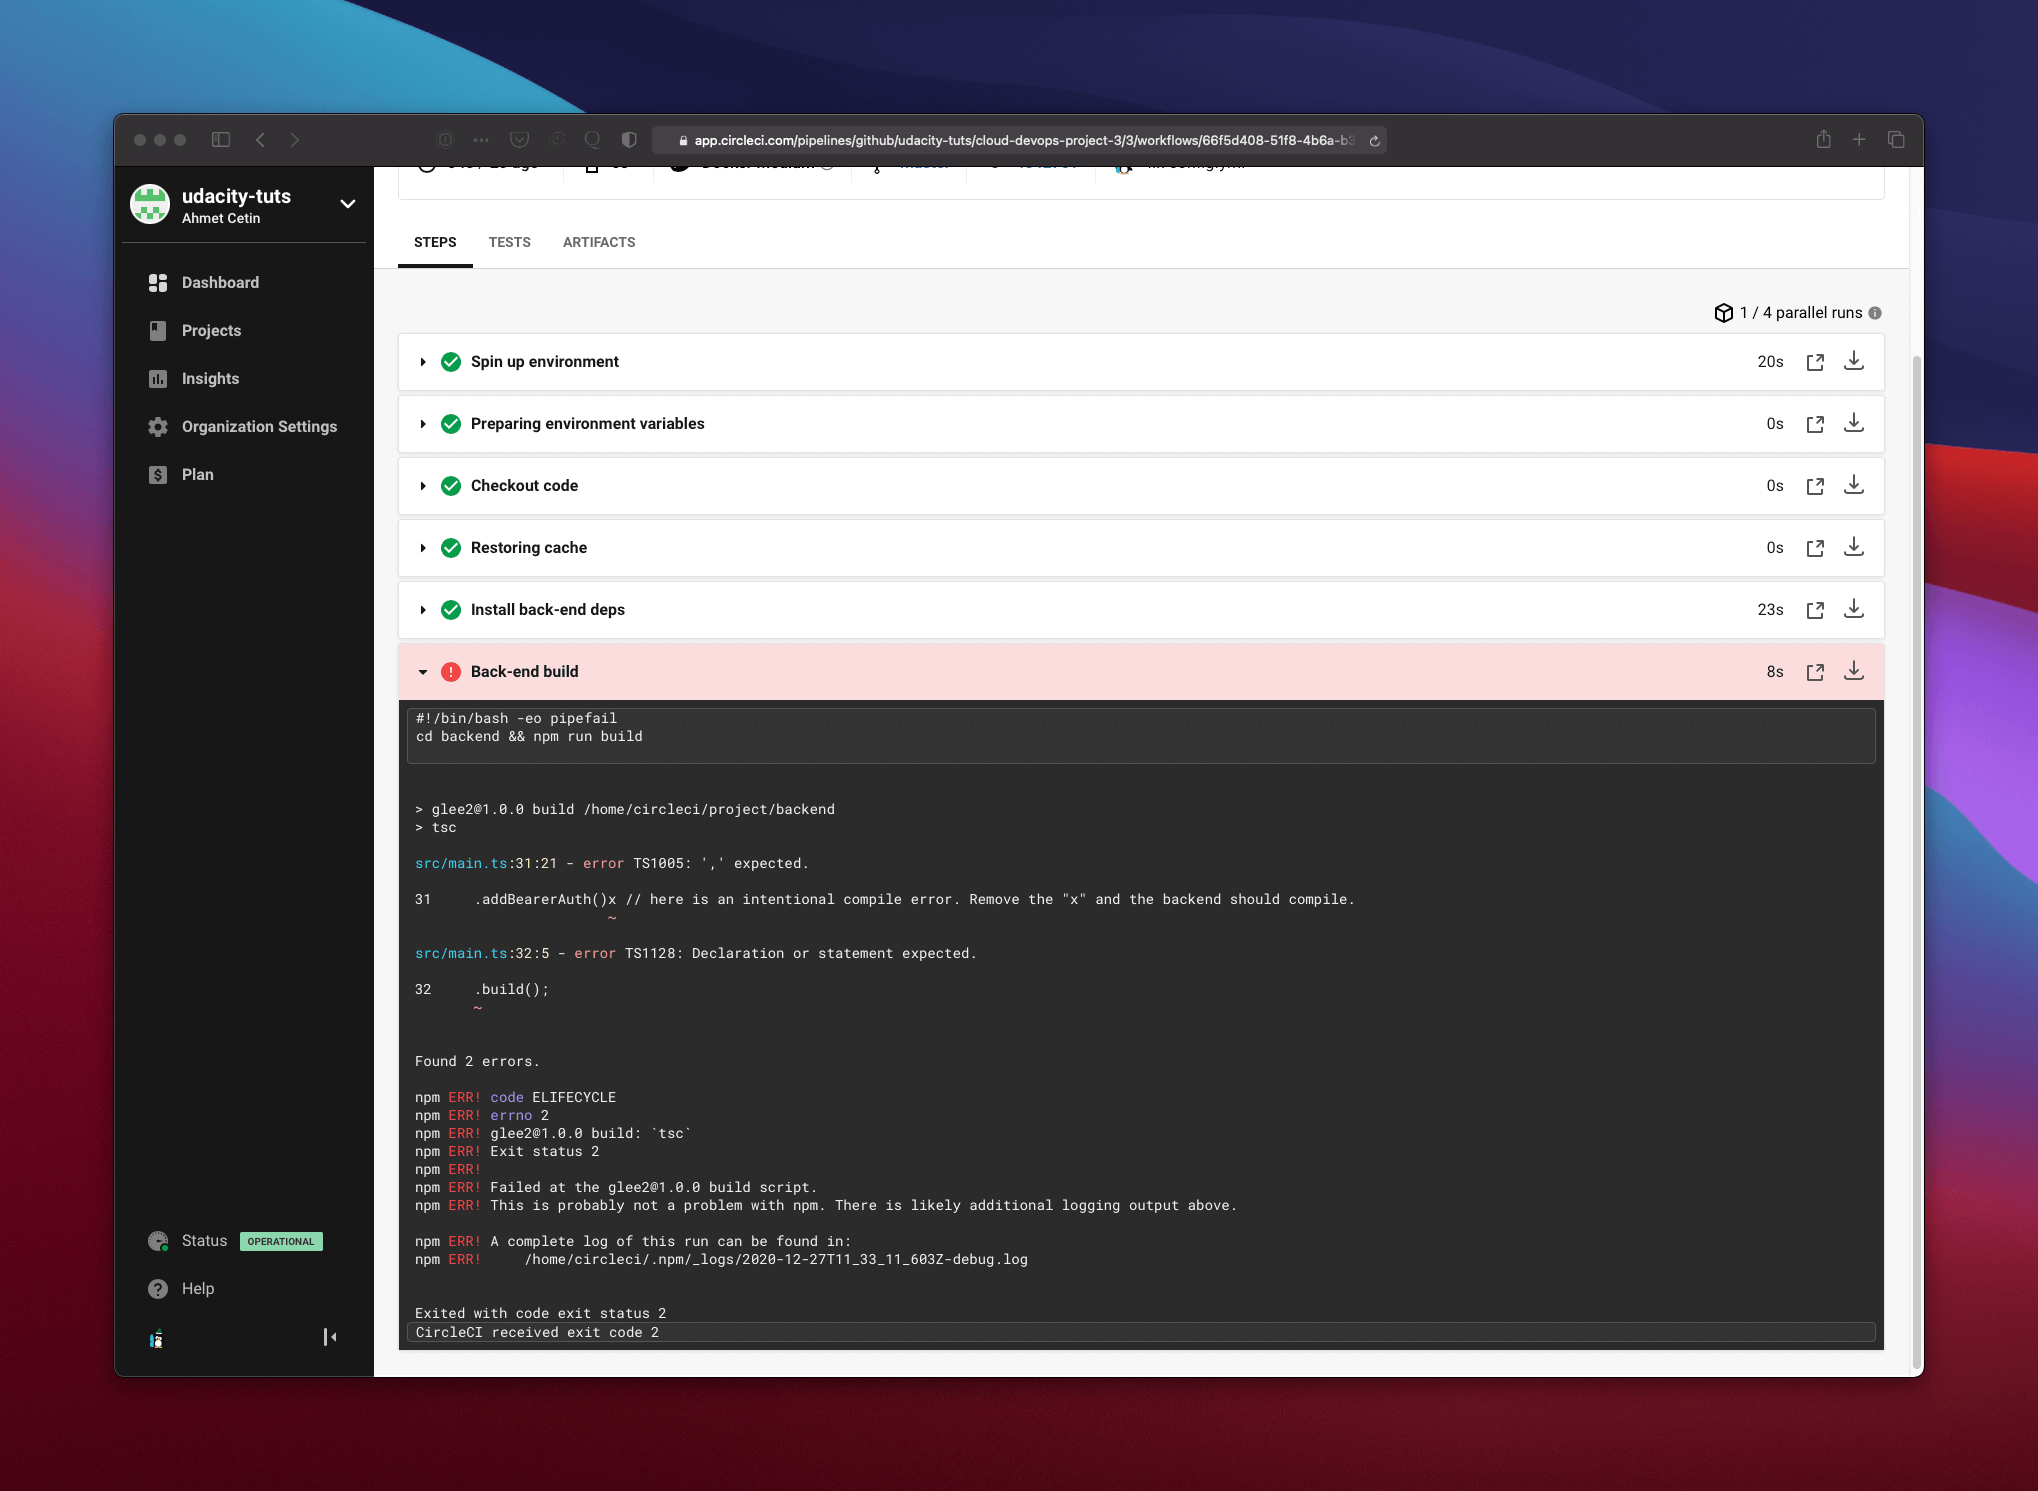 app.circleci.com/pipelines/github/udacity-tuts/cloud-devops-project-3/3/workflows/66f5d408-51f8-4b6a-b3
udacity-tuts
Ahmet Cetin
Dashboard
Projects
Insights
Organization Settings
Plan
Status OPERATIONAL
Help
STEPS TESTS ARTIFACTS
1 / 4 parallel runs
Spin up environment 20s
Preparing environment variables 0s
Checkout code 0s
Restoring cache 0s
Install back-end deps 23s
Back-end build 8s
#!/bin/bash -eo pipefail
cd backend && npm run build
> glee2@1.0.0 build /home/circleci/project/backend
> tsc
src/main.ts:31:21 - error TS1005: ',' expected.
31     .addBearerAuth()x // here is an intentional compile error. Remove the "x" and the backend should compile.
~
src/main.ts:32:5 - error TS1128: Declaration or statement expected.
32     .build();
~
Found 2 errors.
npm ERR! code ELIFECYCLE
npm ERR! errno 2
npm ERR! glee2@1.0.0 build: `tsc`
npm ERR! Exit status 2
npm ERR!
npm ERR! Failed at the glee2@1.0.0 build script.
npm ERR! This is probably not a problem with npm. There is likely additional logging output above.
npm ERR! A complete log of this run can be found in:
npm ERR!     /home/circleci/.npm/_logs/2020-12-27T11_33_11_603Z-debug.log
Exited with code exit status 2
CircleCI received exit code 2